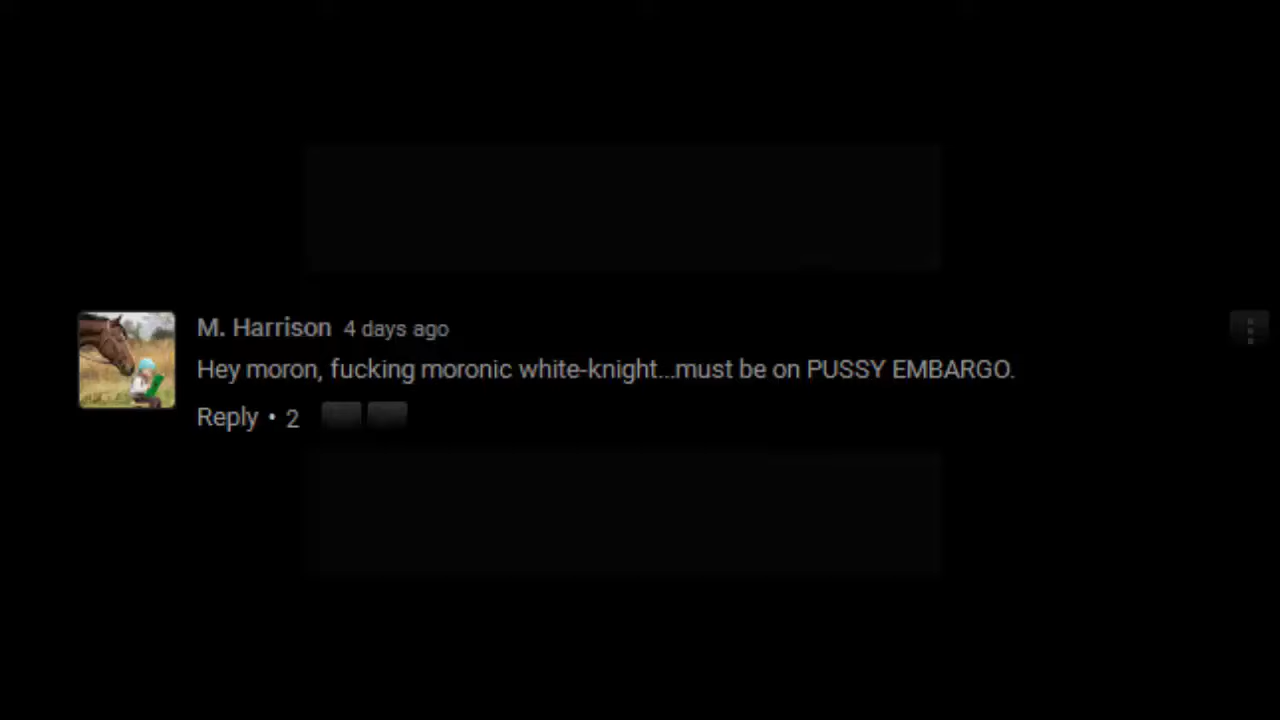 M. Harrison 4 days ago
Hey moron, fucking moronic white-knight...must be on PUSSY EMBARGO.
Reply • 2